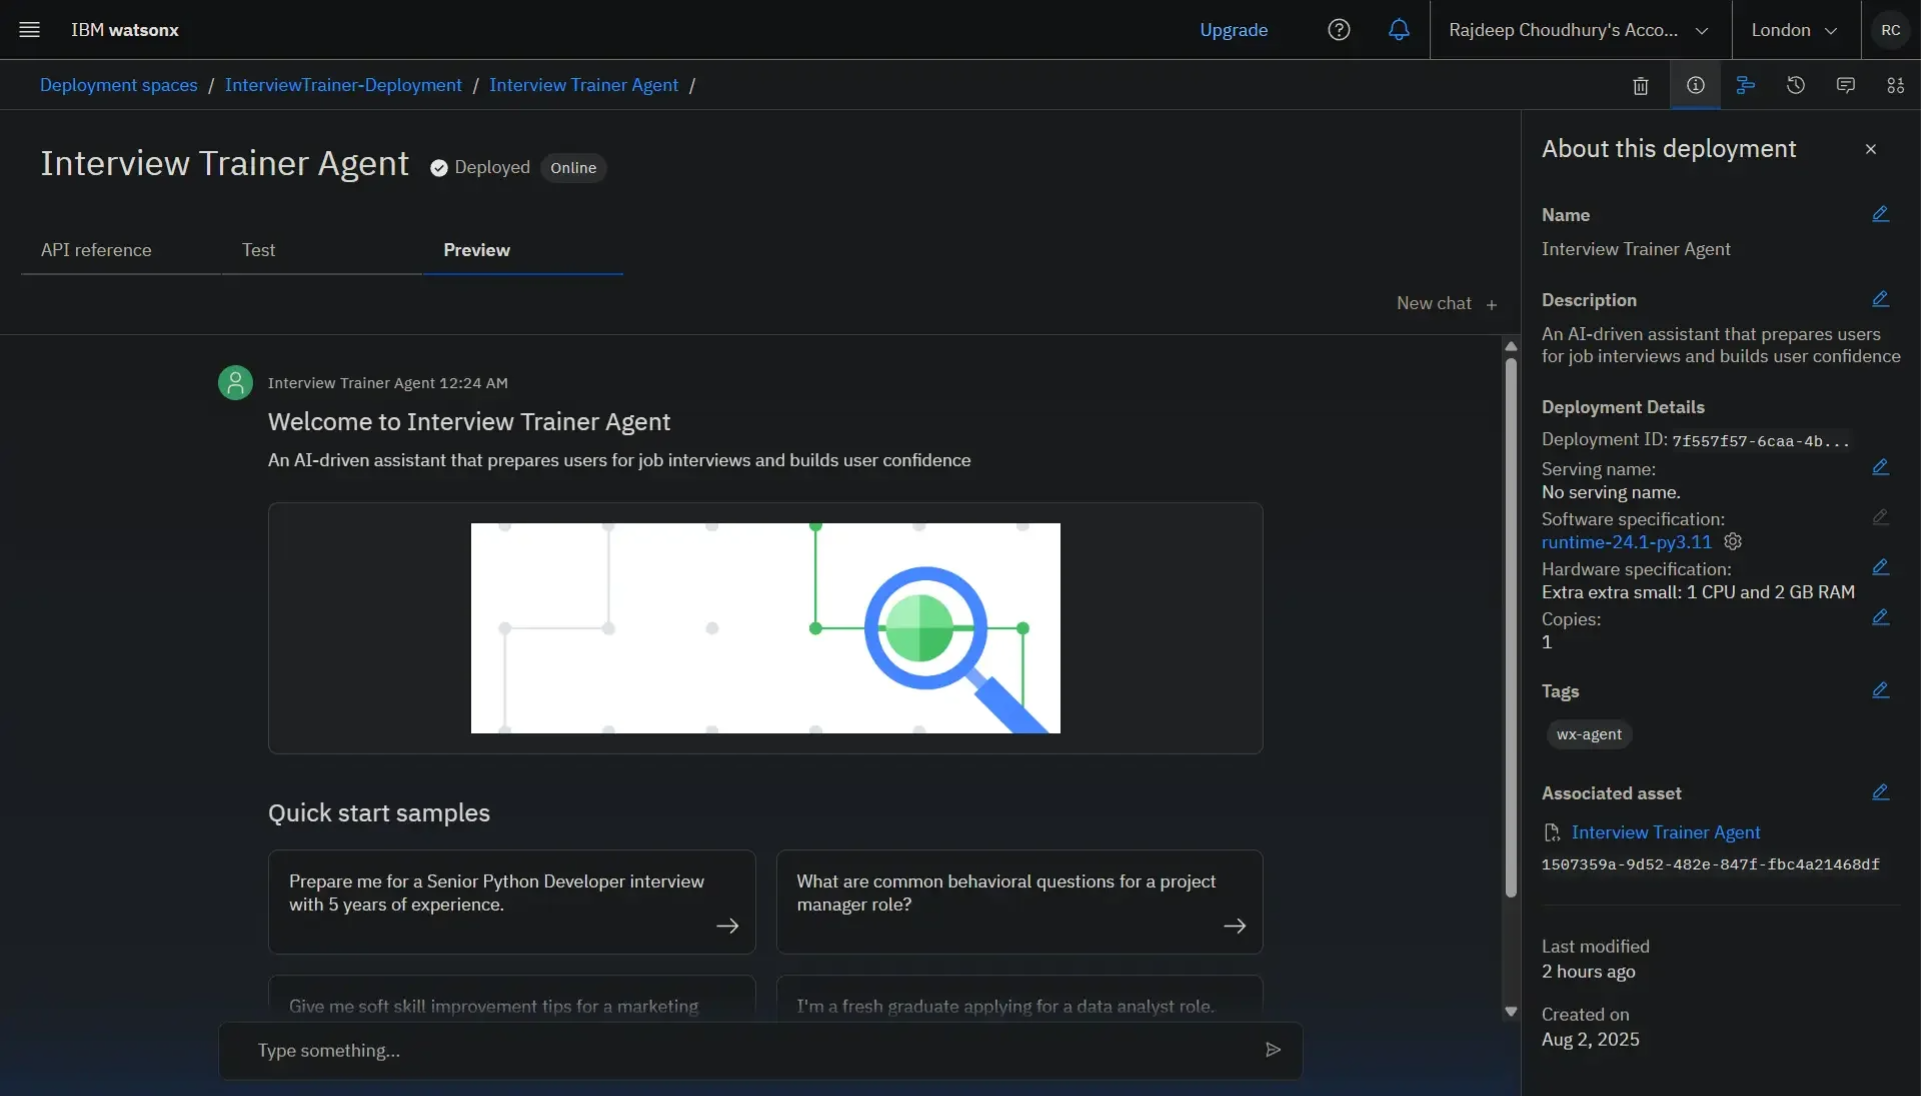 IBM watsonx
Upgrade
Rajdeep Choudhury's Acco...
London
RC
Deployment spaces / InterviewTrainer-Deployment / Interview Trainer Agent /
Interview Trainer Agent
Deployed
Online
API reference
Test
Preview
New chat +
Interview Trainer Agent 12:24 AM
Welcome to Interview Trainer Agent
An AI-driven assistant that prepares users for job interviews and builds user confidence
Quick start samples
Prepare me for a Senior Python Developer interview
with 5 years of experience.
What are common behavioral questions for a project
manager role?
Give me soft skill improvement tips for a marketing
I'm a fresh graduate applying for a data analyst role.
Type something...
About this deployment
Name
Interview Trainer Agent
Description
An AI-driven assistant that prepares users
for job interviews and builds user confidence
Deployment Details
Deployment ID: 7f557f57-6caa-4b...
Serving name:
No serving name.
Software specification:
runtime-24.1-py3.11
Hardware specification:
Extra extra small: 1 CPU and 2 GB RAM
Copies:
1
Tags
wx-agent
Associated asset
Interview Trainer Agent
1507359a-9d52-482e-847f-fbc4a21468df
Last modified
2 hours ago
Created on
Aug 2, 2025